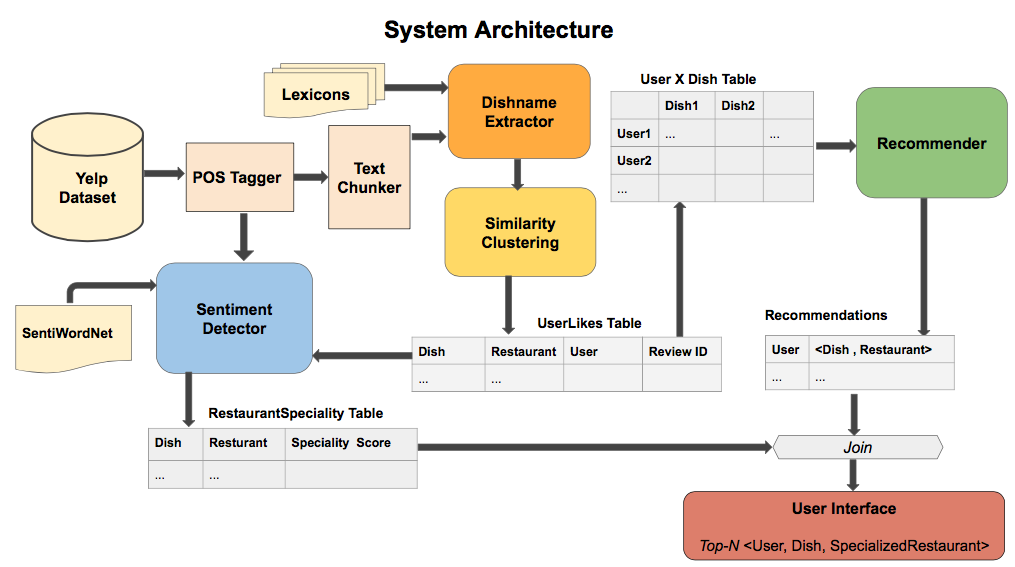 System Architecture
Lexicons
Dishname
Extractor
User X Dish Table
Dish1 Dish2
User1 ... ...
User2
...
Recommender
Yelp
Dataset
POS Tagger
Text
Chunker
Similarity
Clustering
SentiWordNet
Sentiment
Detector
UserLikes Table
Dish Restaurant User Review ID
... ...
Recommendations
User <Dish , Restaurant>
... ...
RestaurantSpeciality Table
Dish Resturant Speciality Score
... ...
Join
User Interface
Top-N <User, Dish, SpecializedRestaurant>